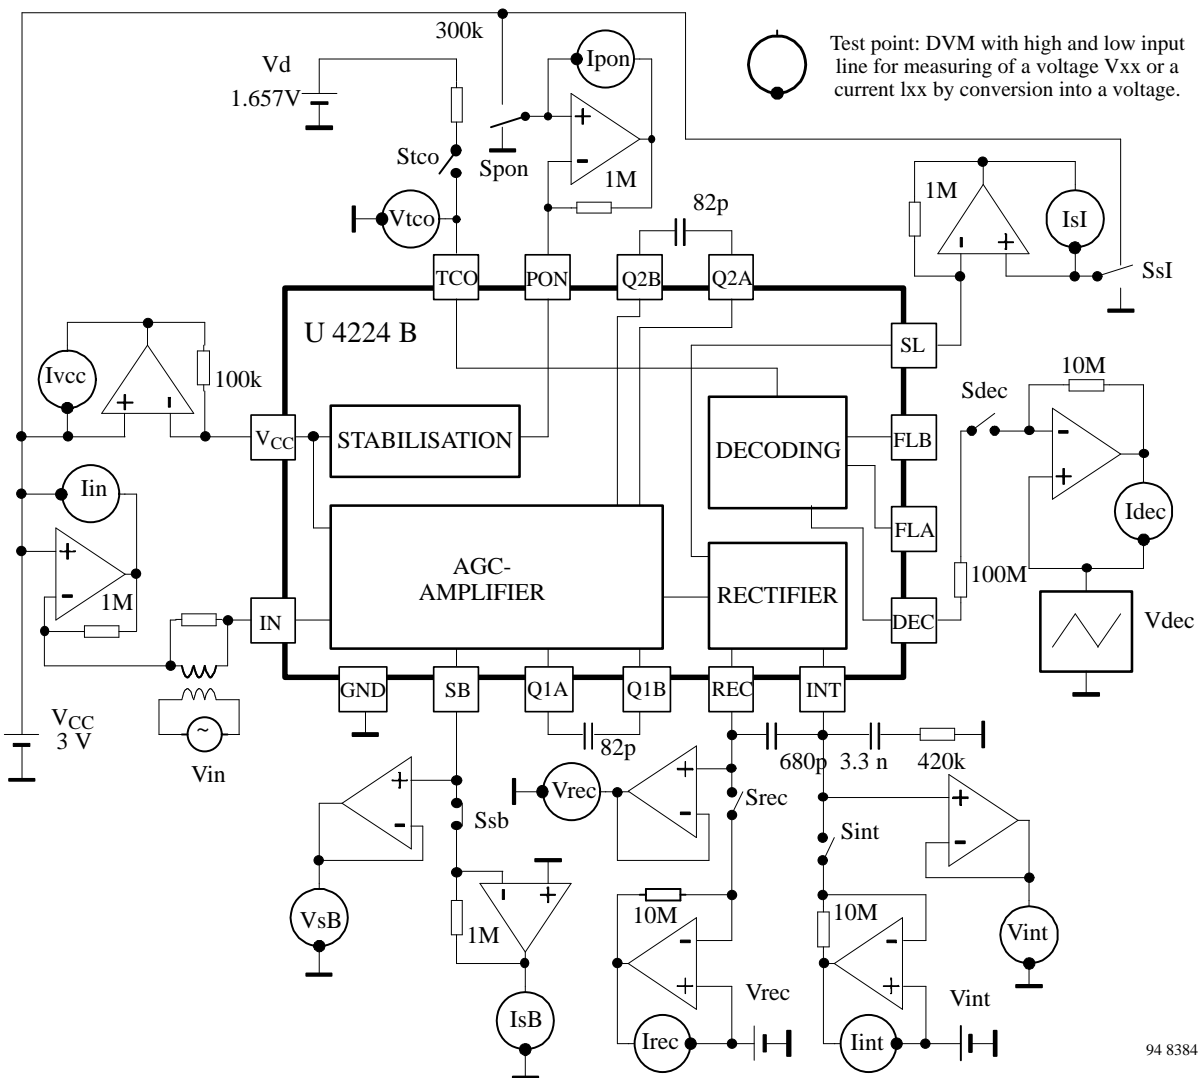 300k
Ipon
Test point: DVM with high and low input
line for measuring of a voltage Vxx or a
current lxx by conversion into a voltage.
Vd
1.657V
+
-
1M
Stco
Spon
Vtco
82p
1M
IsI
-
+
SsI
TCO
PON
Q2B
Q2A
U 4224 B
SL
Ivcc
100k
+
-
10M
Sdec
VCC
STABILISATION
DECODING
FLB
-
+
Iin
Idec
+
-
1M
AGC-
AMPLIFIER
RECTIFIER
FLA
100M
IN
DEC
Vdec
GND
SB
Q1A
Q1B
REC
INT
VCC
3 V
~
Vin
82p
680p
3.3 n
420k
+
-
Vrec
+
-
Srec
+
-
Ssb
Sint
VsB
-
+
1M
10M
10M
Vint
-
+
-
+
Vrec
Vint
IsB
Irec
Iint
94 8384